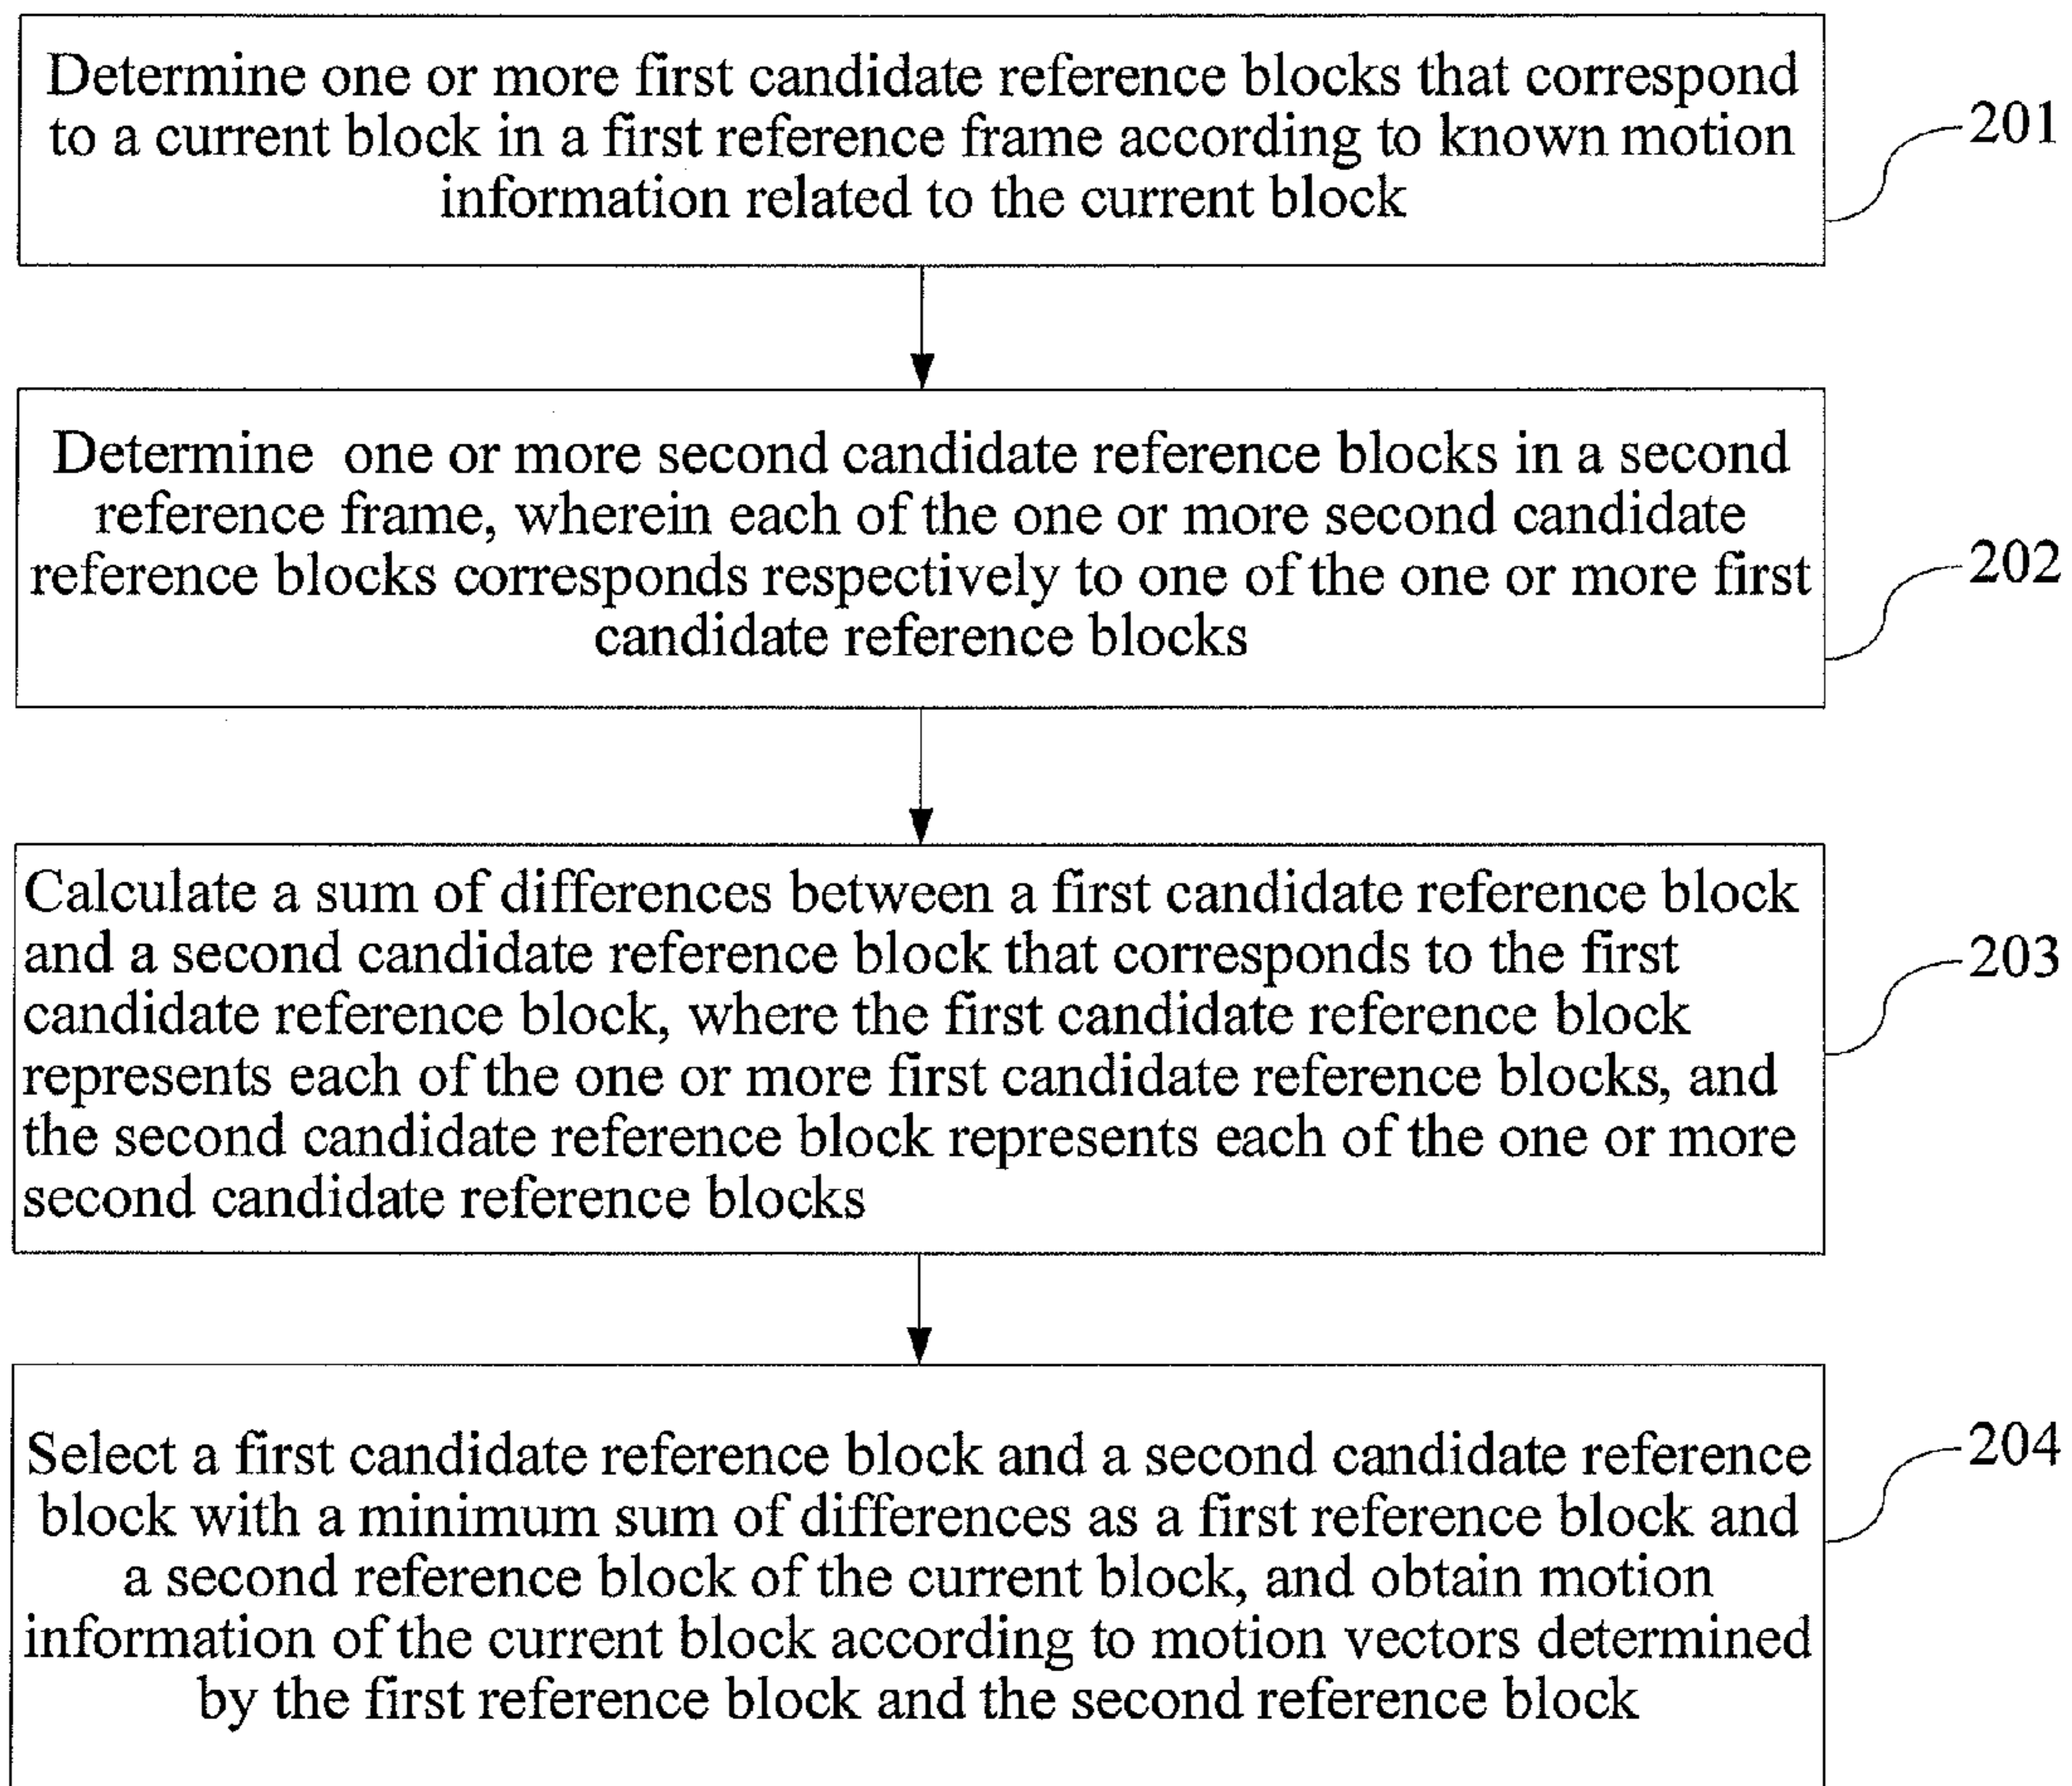 Determine one or more first candidate reference blocks that correspond
to a current block in a first reference frame according to known motion
information related to the current block
201
Determine one or more second candidate reference blocks in a second
reference frame, wherein each of the one or more second candidate
reference blocks corresponds respectively to one of the one or more first
candidate reference blocks
202
Calculate a sum of differences between a first candidate reference block
and a second candidate reference block that corresponds to the first
candidate reference block, where the first candidate reference block
represents each of the one or more first candidate reference blocks, and
the second candidate reference block represents each of the one or more
second candidate reference blocks
203
Select a first candidate reference block and a second candidate reference
block with a minimum sum of differences as a first reference block and
a second reference block of the current block, and obtain motion
information of the current block according to motion vectors determined
by the first reference block and the second reference block
204